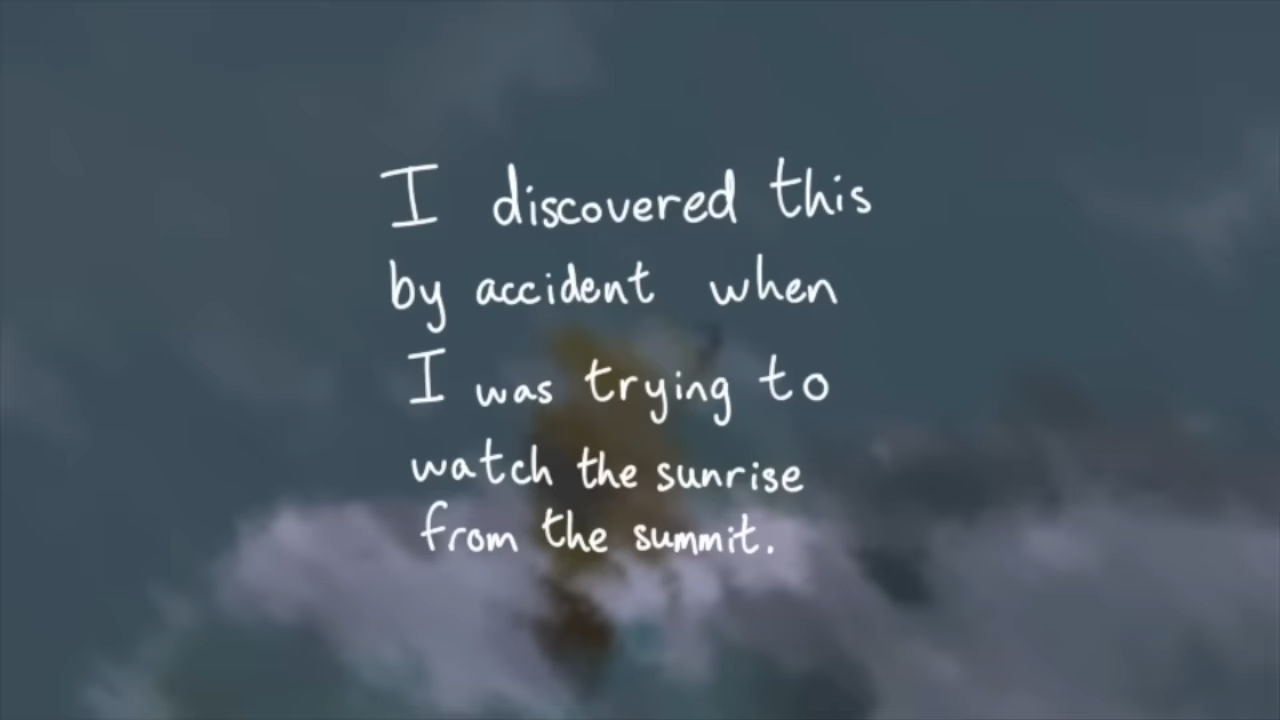 I discovered this
by accident when
I was trying to
watch the sunrise
from the summit.